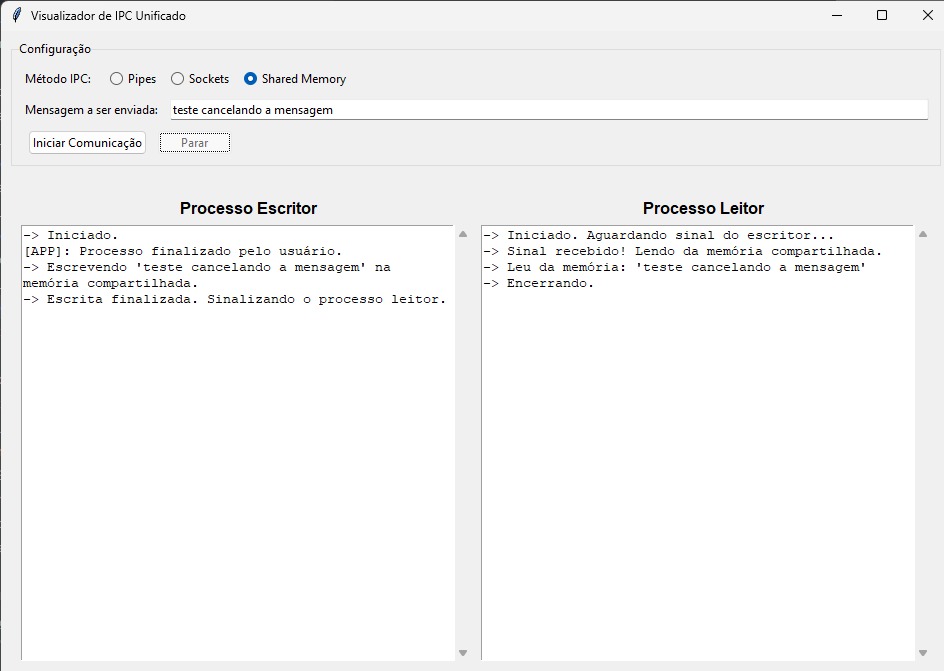 Visualizador de IPC Unificado
Configuração
Método IPC: Pipes Sockets Shared Memory
Mensagem a ser enviada: teste cancelando a mensagem
Iniciar Comunicação Parar
Processo Escritor
-> Iniciado.
[APP]: Processo finalizado pelo usuário.
-> Escrevendo 'teste cancelando a mensagem' na
memória compartilhada.
-> Escrita finalizada. Sinalizando o processo leitor.
Processo Leitor
-> Iniciado. Aguardando sinal do escritor...
-> Sinal recebido! Lendo da memória compartilhada.
-> Leu da memória: 'teste cancelando a mensagem'
-> Encerrando.